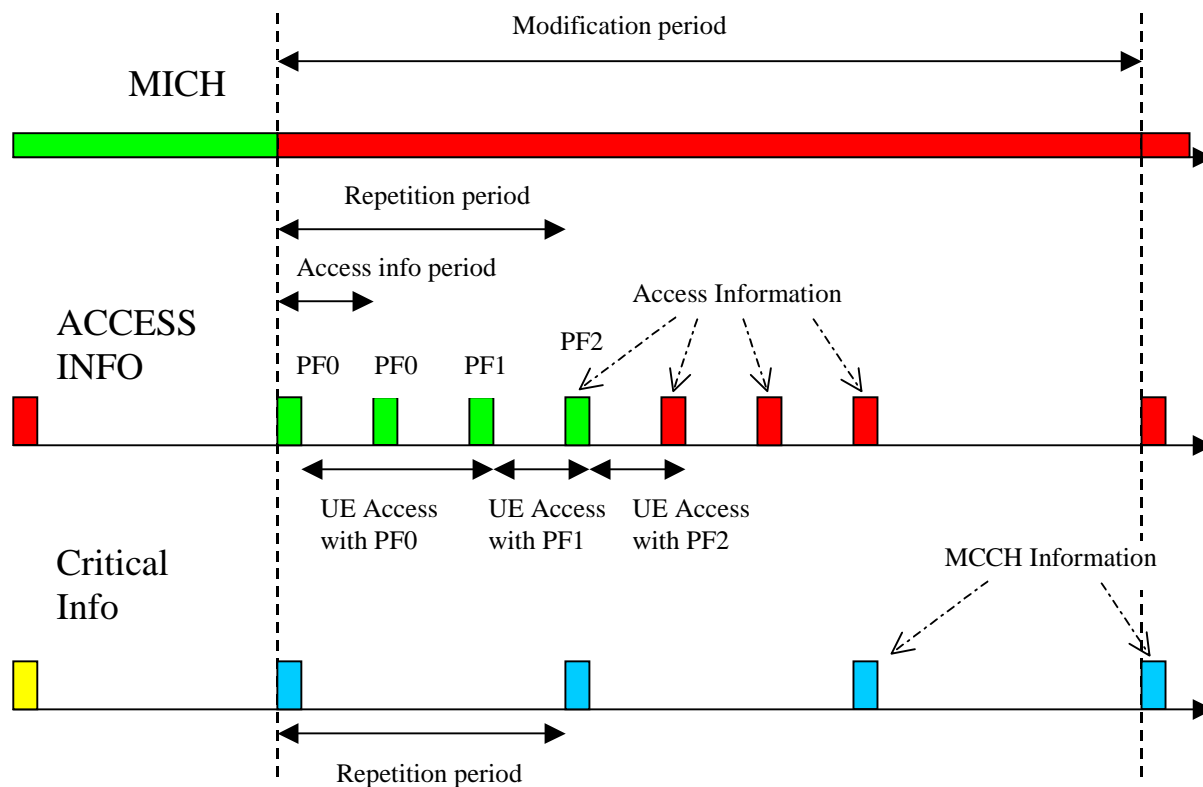 Modification period
MICH
Repetition period
Access info period
Access Information
ACCESS
INFO
PF0
PF0
PF1
PF2
UE Access
with PF0
UE Access
with PF1
UE Access
with PF2
Critical
Info
MCCH Information
Repetition period